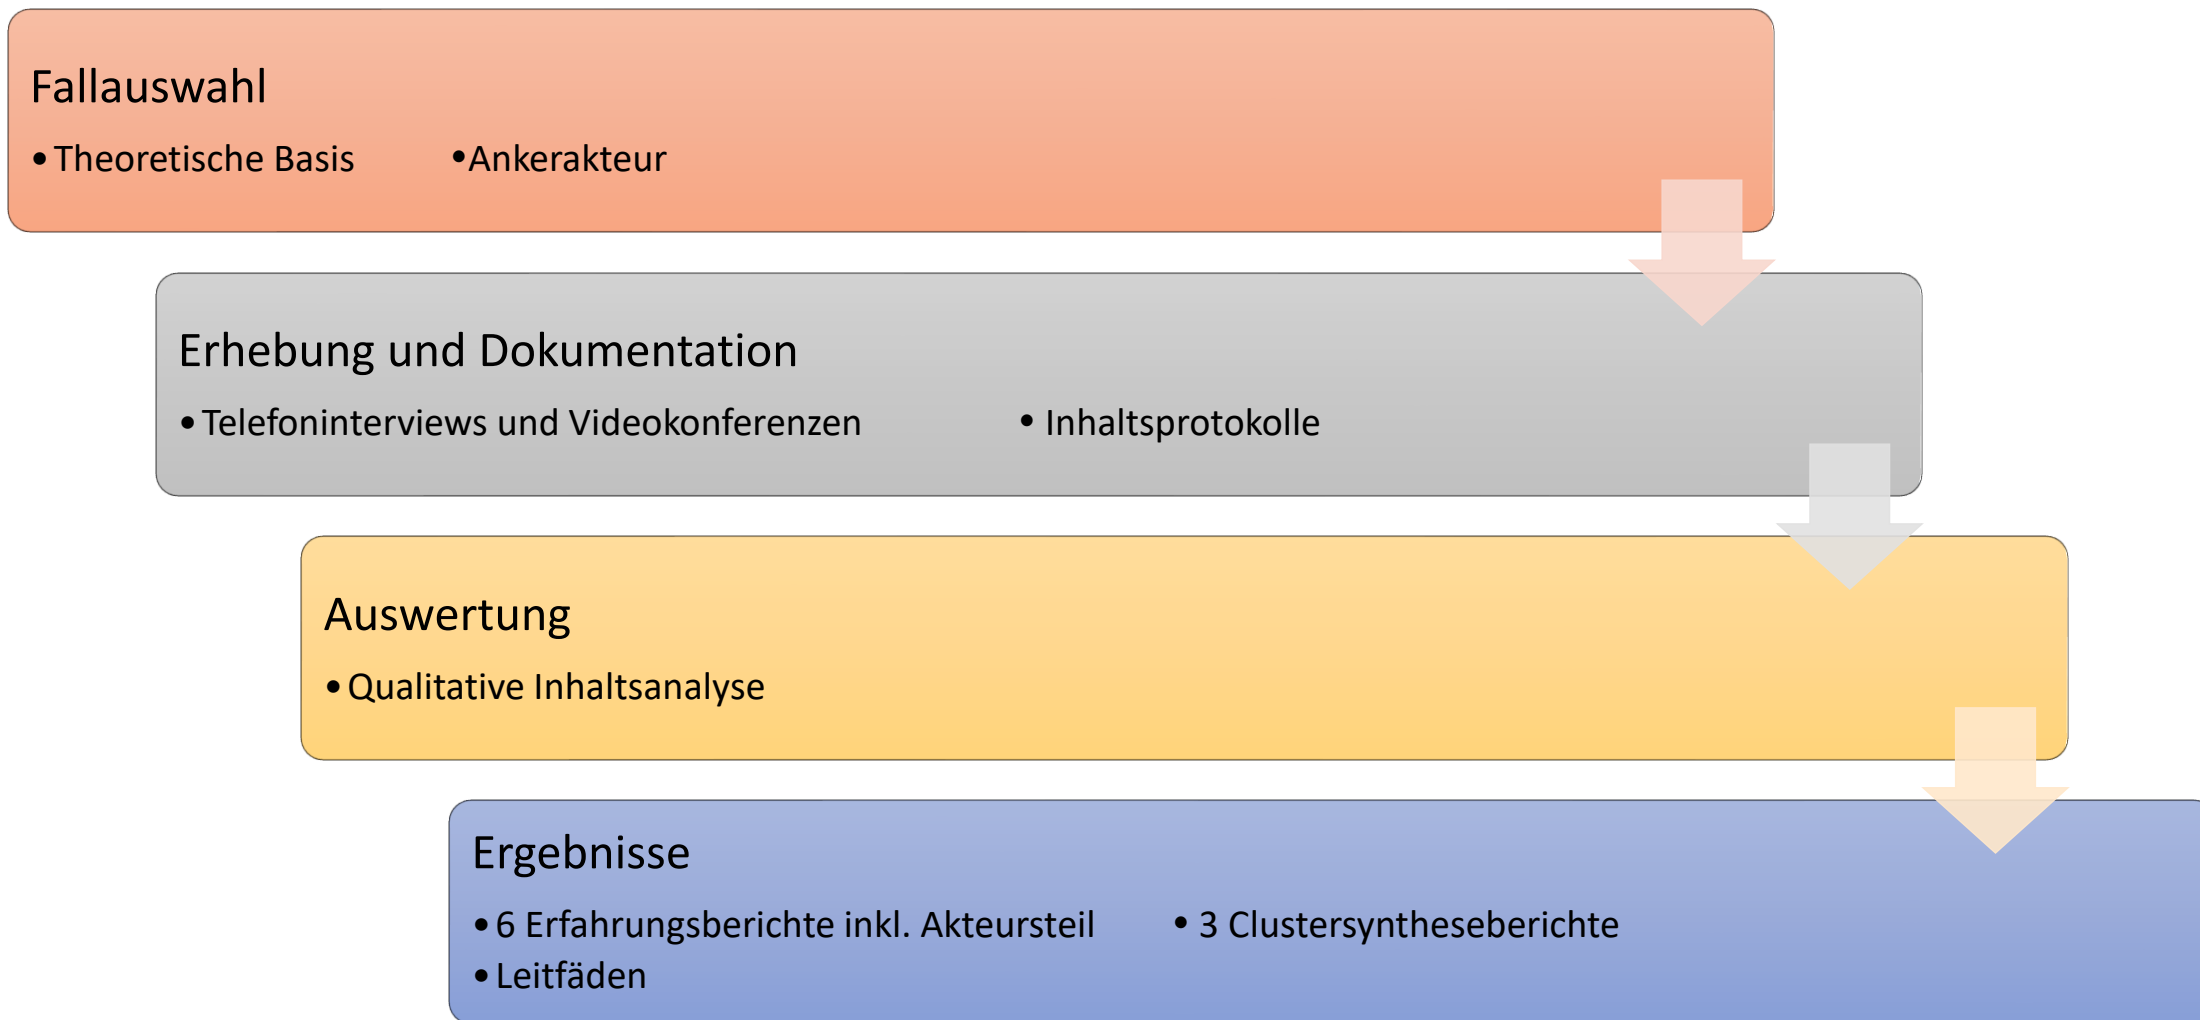 Fallauswahl
• Theoretische Basis •Ankerakteur
Erhebung und Dokumentation
• Telefoninterviews und Videokonferenzen • Inhaltsprotokolle
Auswertung
• Qualitative Inhaltsanalyse
Ergebnisse
• 6 Erfahrungsberichte inkl. Akteursteil • 3 Clustersyntheseberichte
• Leitfäden